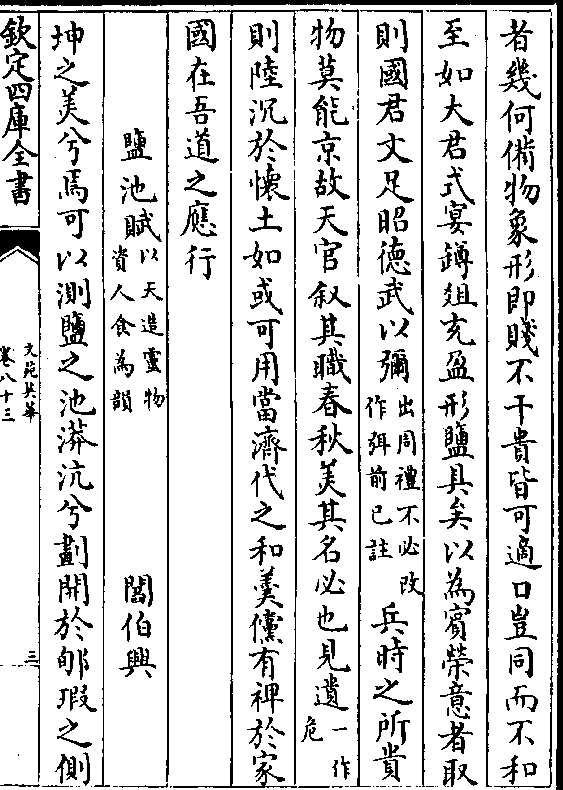 者幾何備物象形即賤不干貴皆可適口豈同而不和
至如大君式宴罇俎充盈形鹽具矣以為賓榮意者取
則國君文足昭德武以彌出周禮不必改作弭前已註兵時之所貴
物莫能京故天官叙其職春秋美其名必也見遺一作危
則陸沉於懷土如或可用當濟代之和羹儻有裨於家
國在吾道之應行
鹽池賦以天造靈物資人食為韻 閻伯興
坤之美兮焉可以測鹽之池漭沆兮劃開於郇瑕之側
欽定四庫全書
文苑英華
卷八十三
三